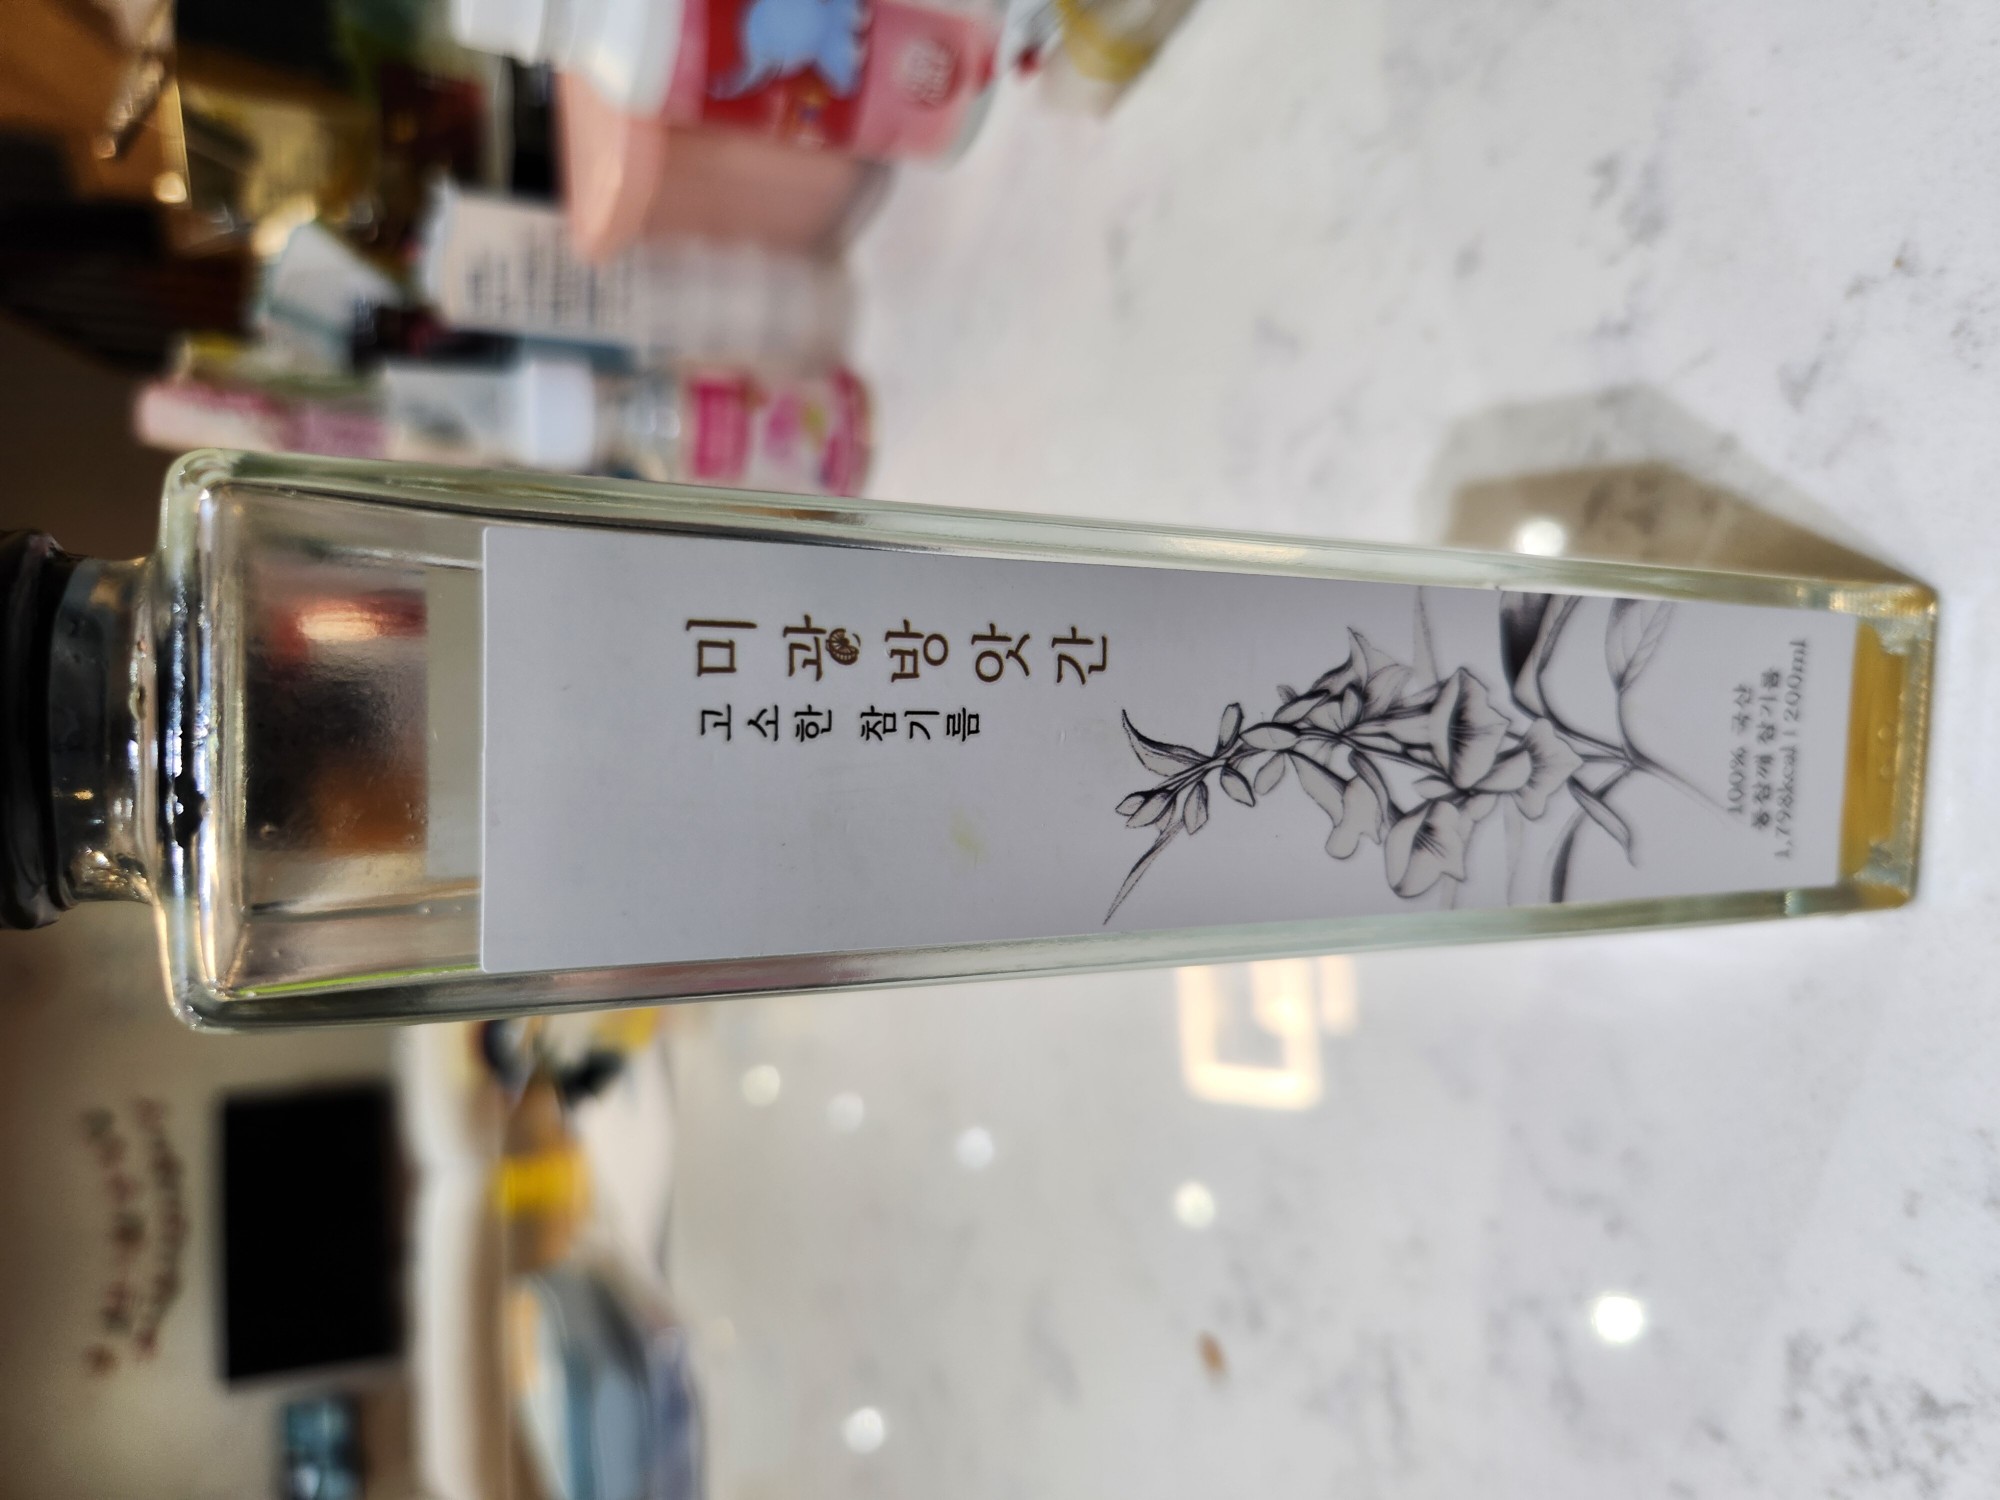 미광방앗간
고소한 참기름
100% 국산
통참깨 참기름
1,798kcal | 200ml